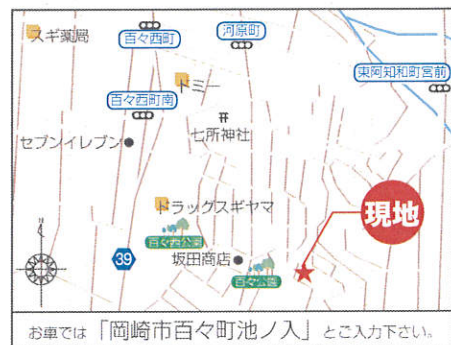 スギ薬局
百々西町
河原町
ドミー
東阿知和町宮前
百々西町南
七所神社
セブンイレブン
ドラッグスギヤマ
現地
百々西公園
39
坂田商店
百々公園
お車では「岡崎市百々町池ノ入」とご入力下さい。